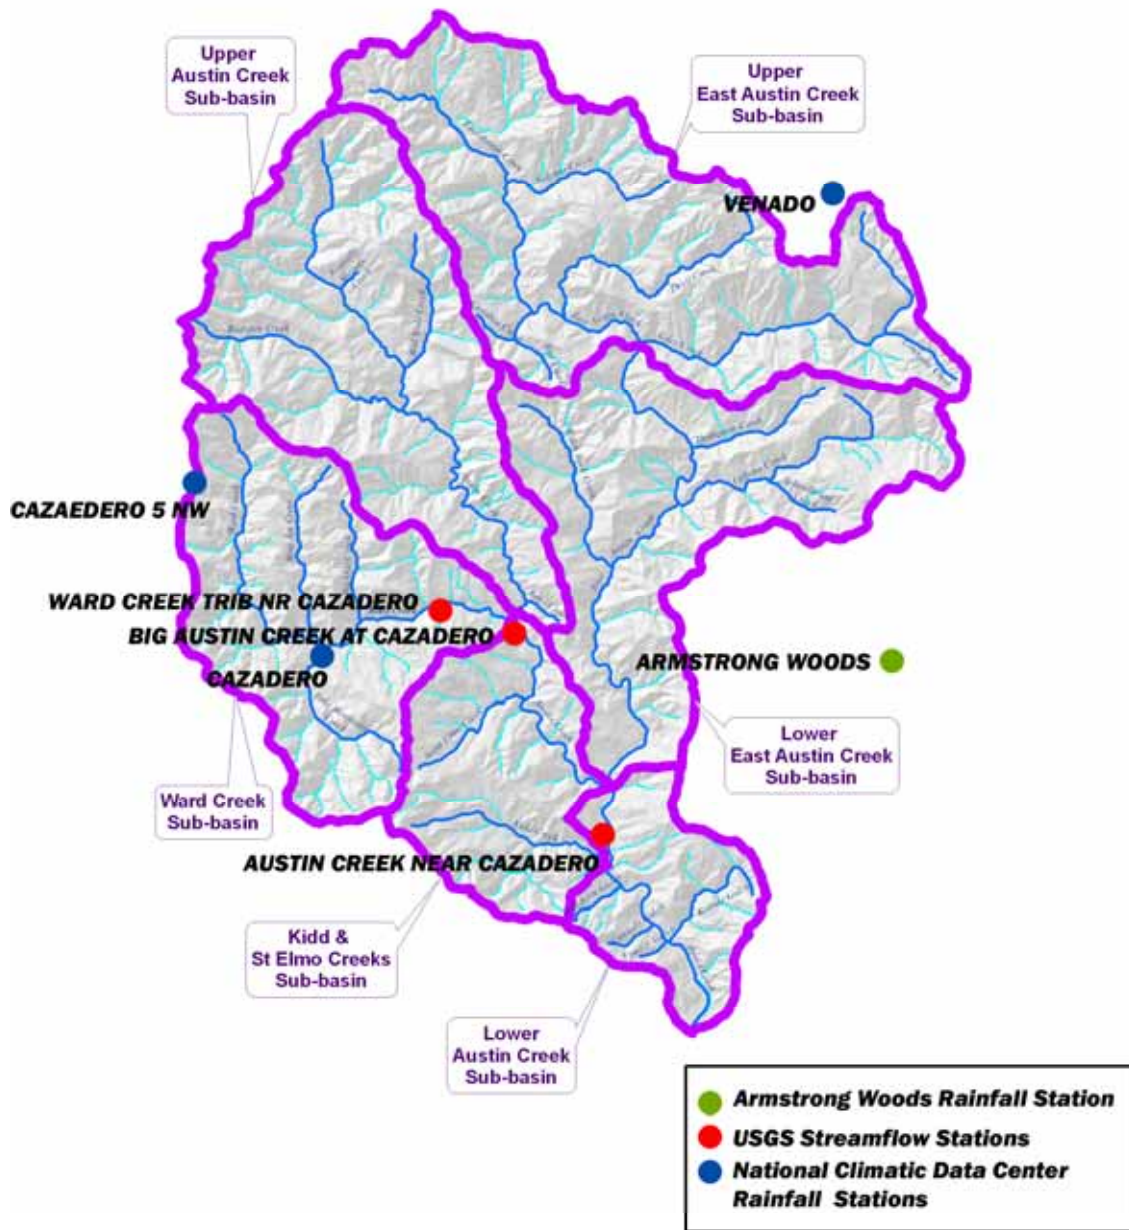 Upper
Austin Creek
Sub-basin
Upper
East Austin Creek
Sub-basin
VENADO
CAZAEDERO 5 NW
WARD CREEK TRIB NR CAZADERO
BIG AUSTIN CREEK AT CAZADERO
CAZADERO
ARMSTRONG WOODS
Lower
East Austin Creek
Sub-basin
Ward Creek
Sub-basin
AUSTIN CREEK NEAR CAZADERO
Kidd &
St Elmo Creeks
Sub-basin
Lower
Austin Creek
Sub-basin
Armstrong Woods Rainfall Station
USGS Streamflow Stations
National Climatic Data Center
Rainfall Stations